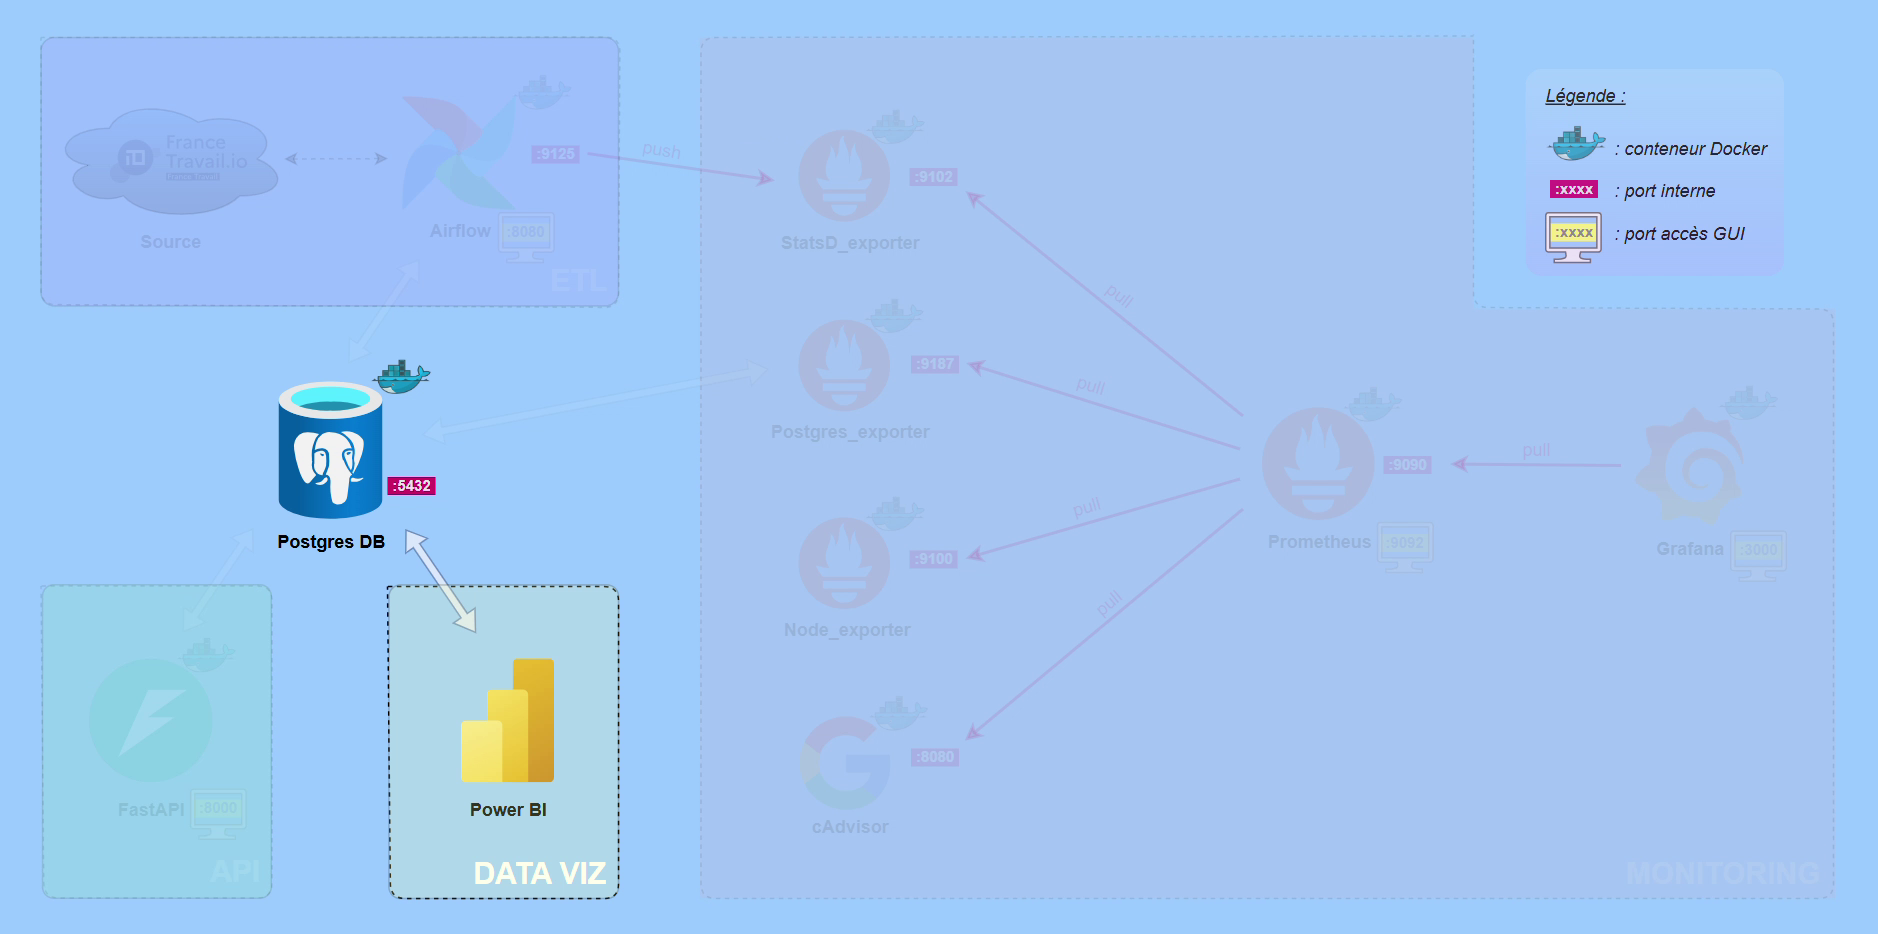 France
Travail.io
France Travail
Source
Airflow
:9125
:8080
ETL
push
StatsD_exporter
:9102
pull
Postgres_exporter
:9187
pull
Node_exporter
:9100
pull
cAdvisor
:8080
pull
Prometheus
:9090
:9092
pull
Grafana
:3000
MONITORING
Légende :
: conteneur Docker
:xxxx
: port interne
:xxxx
: port accès GUI
Postgres DB
:5432
FastAPI
:8000
API
Power BI
DATA VIZ